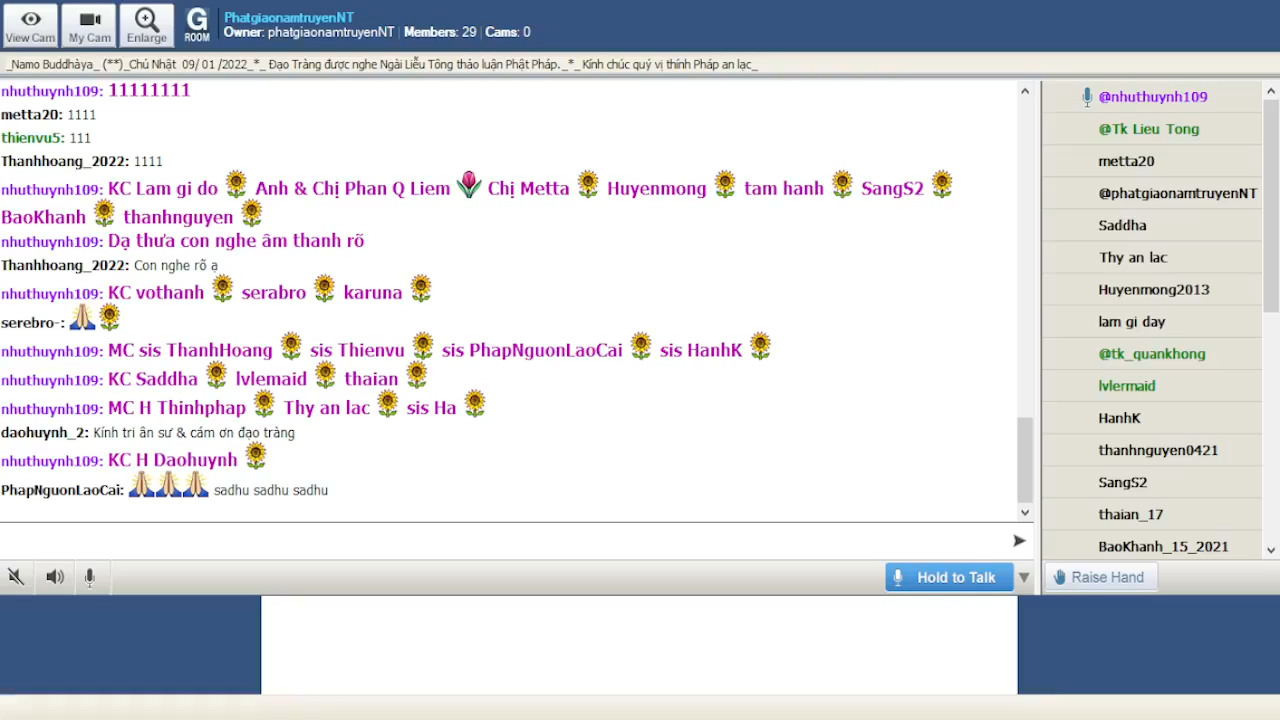 View Cam
My Cam
Enlarge
G
ROOM
PhatgiaonamtruyenNT
Owner: phatgiaonamtruyenNT | Members: 29 | Cams: 0
_Namo Buddhàya_ (**)_Chủ Nhật 09/ 01 /2022_*_ Đạo Tràng được nghe Ngài Liễu Tông thảo luận Phật Pháp._*_Kính chúc quý vị thính Pháp an lạc_
nhuthuynh109: 11111111
metta20: 1111
thienvu5: 111
Thanhhoang_2022: 1111
nhuthuynh109: KC Lam gi do Anh & Chị Phan Q Liem Chị Metta Huyenmong tam hanh SangS2
BaoKhanh thanhnguyen
nhuthuynh109: Dạ thưa con nghe âm thanh rõ
Thanhhoang_2022: Con nghe rõ ạ
nhuthuynh109: KC vothanh serabro karuna
serebro-:
nhuthuynh109: MC sis ThanhHoang sis Thienvu sis PhapNguonLaoCai sis HanhK
nhuthuynh109: KC Saddha lvlemaid thaian
nhuthuynh109: MC H Thinhphap Thy an lac sis Ha
daohuynh_2: Kính tri ân sư & cám ơn đạo tràng
nhuthuynh109: KC H Daohuynh
PhapNguonLaoCai: sadhu sadhu sadhu
Hold to Talk
@nhuthuynh109
@Tk Lieu Tong
metta20
@phatgiaonamtruyenNT
Saddha
Thy an lac
Huyenmong2013
lam gi day
@tk_quankhong
lvlermaid
HanhK
thanhnguyen0421
SangS2
thaian_17
BaoKhanh_15_2021
Raise Hand